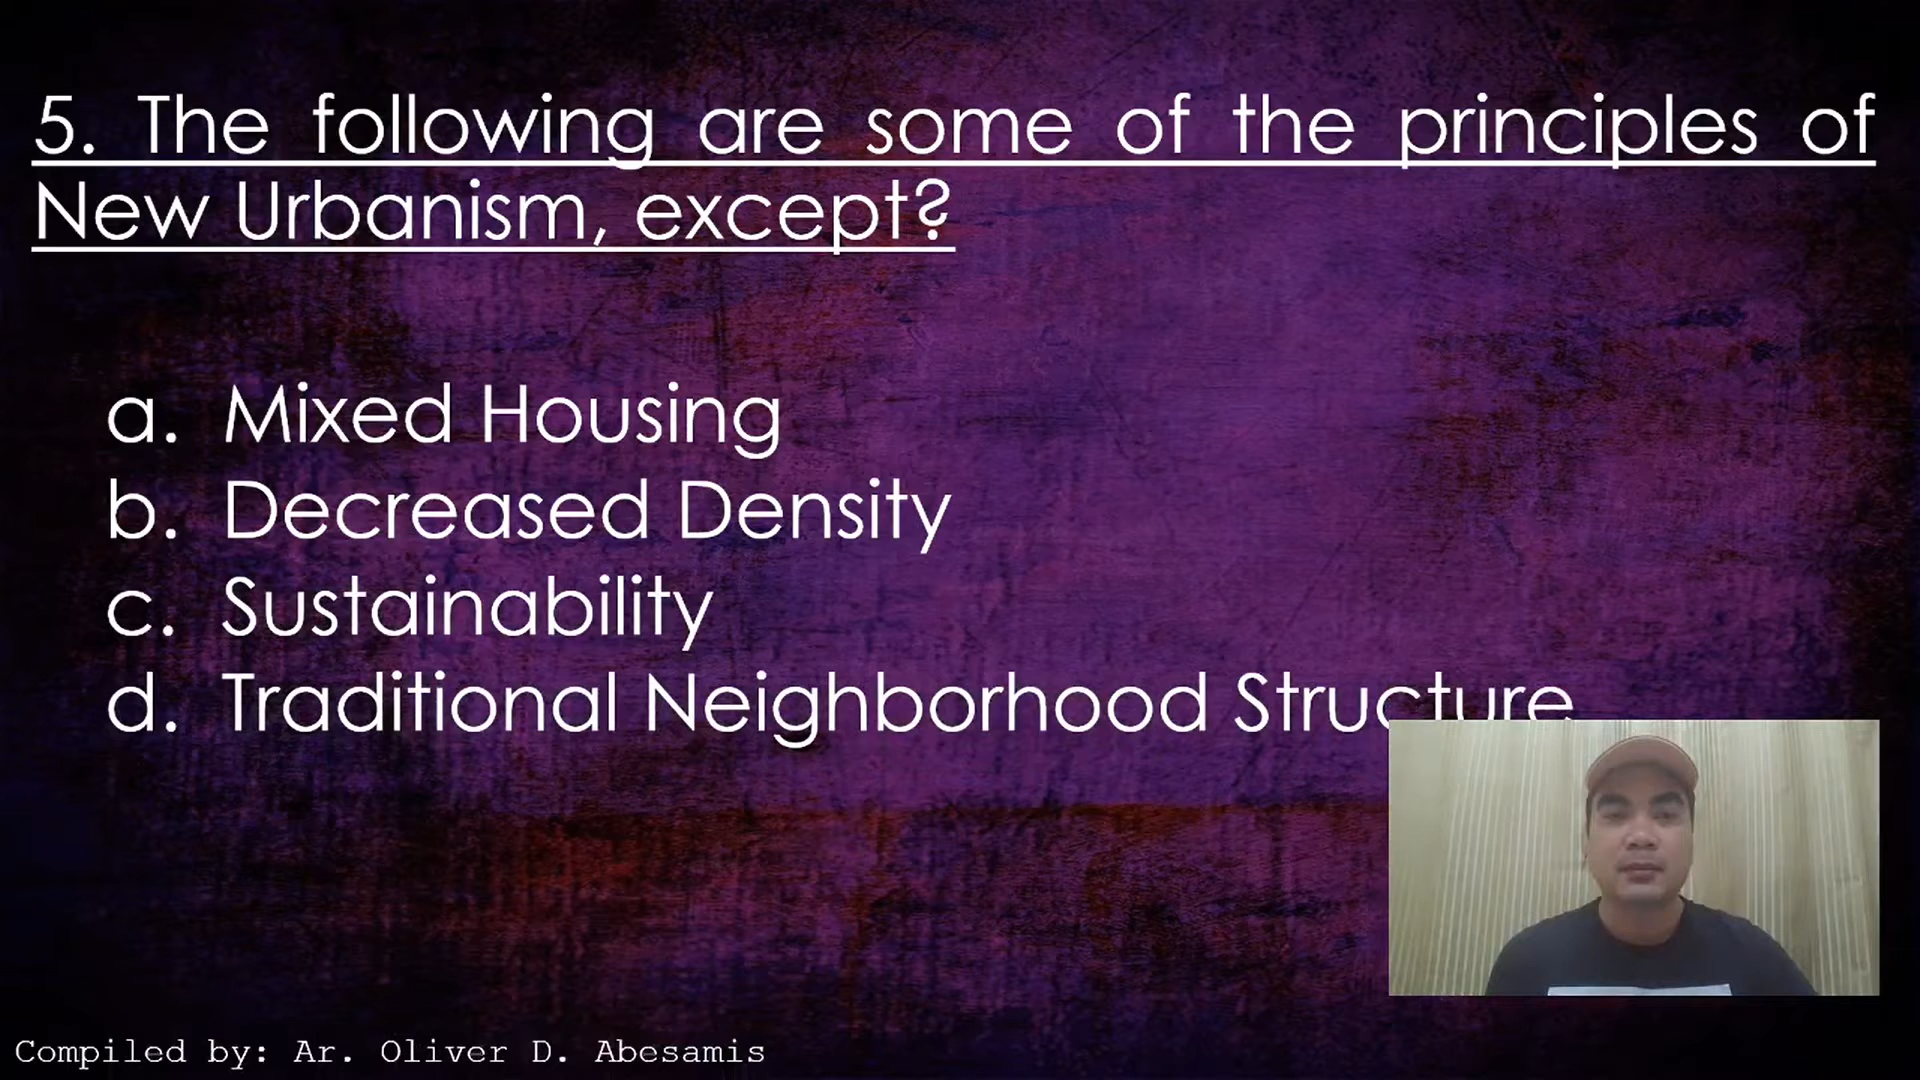 5. The following are some of the principles of
New Urbanism, except?
a. Mixed Housing
b. Decreased Density
c. Sustainability
d. Traditional Neighborhood Structure
Compiled by: Ar. Oliver D. Abesamis